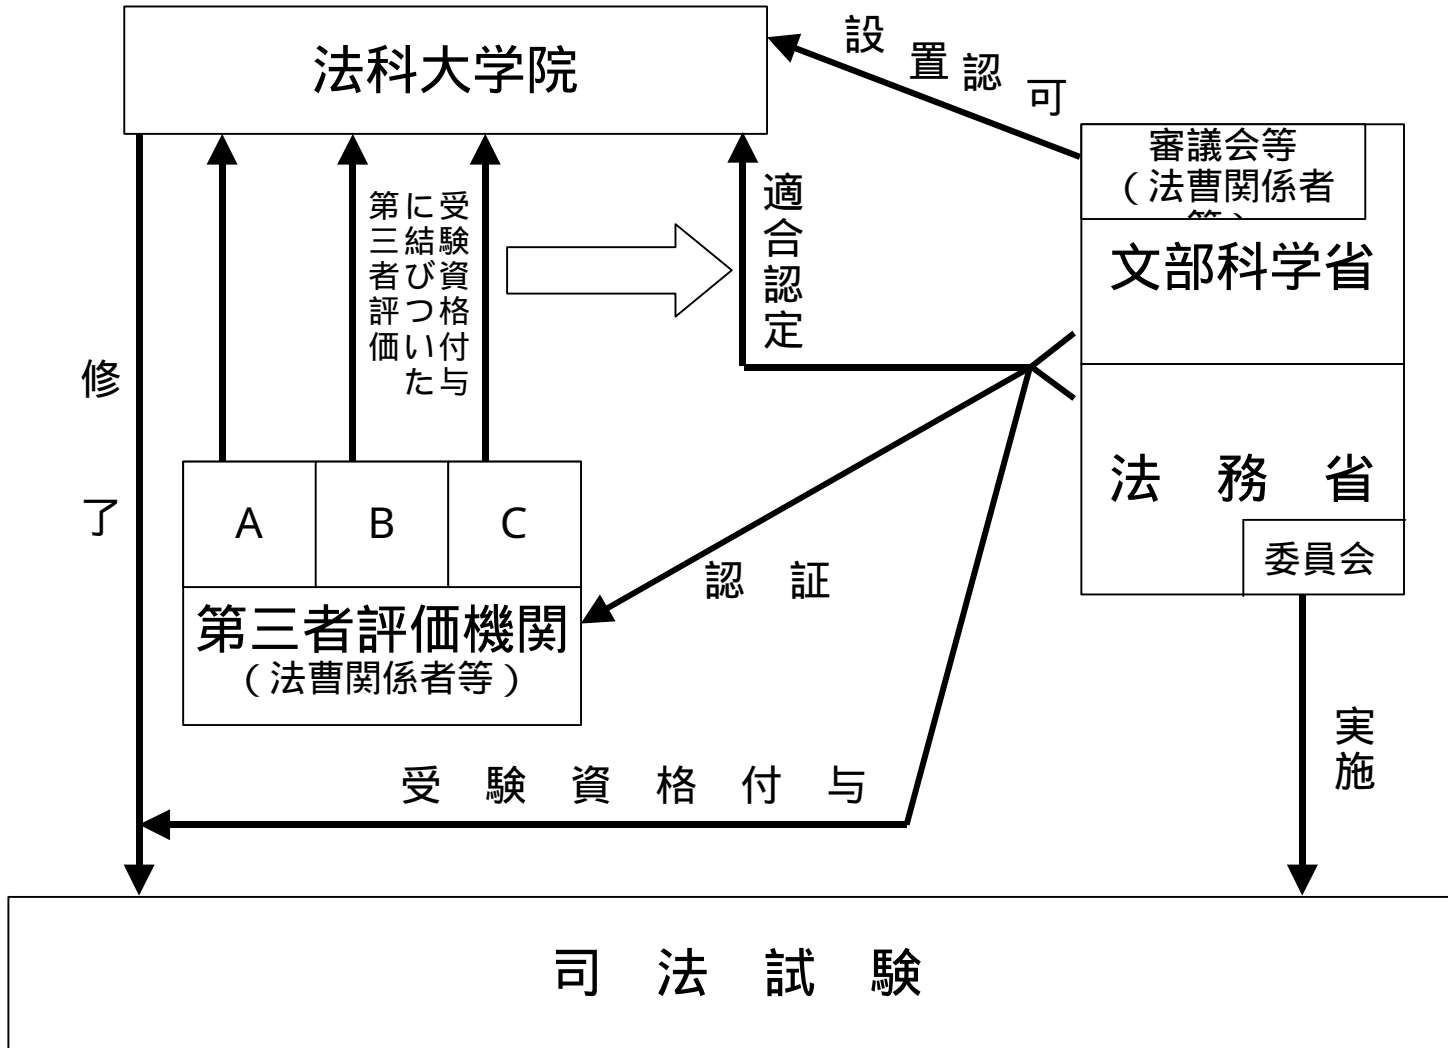 法科大学院
設置認可
審議会等
（法曹関係者
等）
文部科学省
法　務　省
委員会
適合認定
受験資格付与
に結びついた
第三者評価
修了
A
B
C
第三者評価機関
（法曹関係者等）
認　証
受　験　資　格　付　与
実施
司　法　試　験